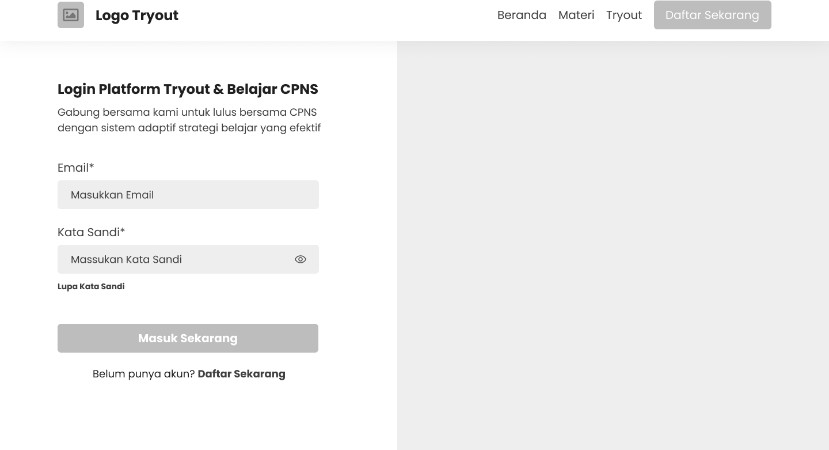 Logo Tryout
Beranda Materi Tryout Daftar Sekarang
Login Platform Tryout & Belajar CPNS
Gabung bersama kami untuk lulus bersama CPNS
dengan sistem adaptif strategi belajar yang efektif
Email*
Masukkan Email
Kata Sandi*
Massukan Kata Sandi
Lupa Kata Sandi
Masuk Sekarang
Belum punya akun? Daftar Sekarang